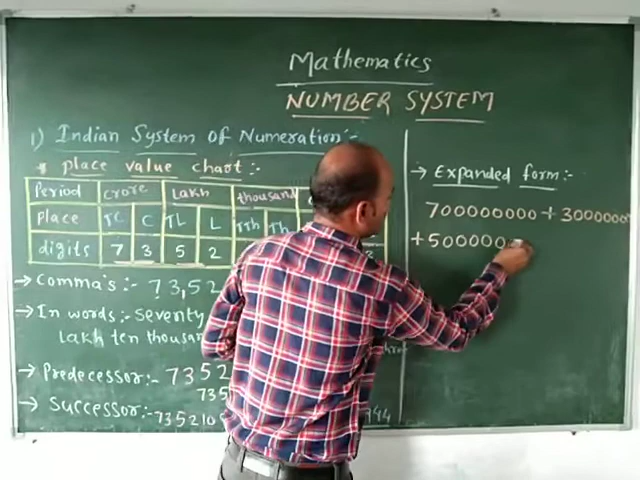 Mathematics
NUMBER SYSTEM
1) Indian System of Numeration:-
* place value chart:-
Period crore Lakh thousand
Place TC C TL L TTh Th
digits 7 3 5 2
→ Comma's:- 73,52
→ In words:- Seventy
Lakh ten thousan
→ Predecessor:- 7352
735
→ Successor:- 735210
944
→ Expanded form:-
700000000 + 3000000
+ 500000